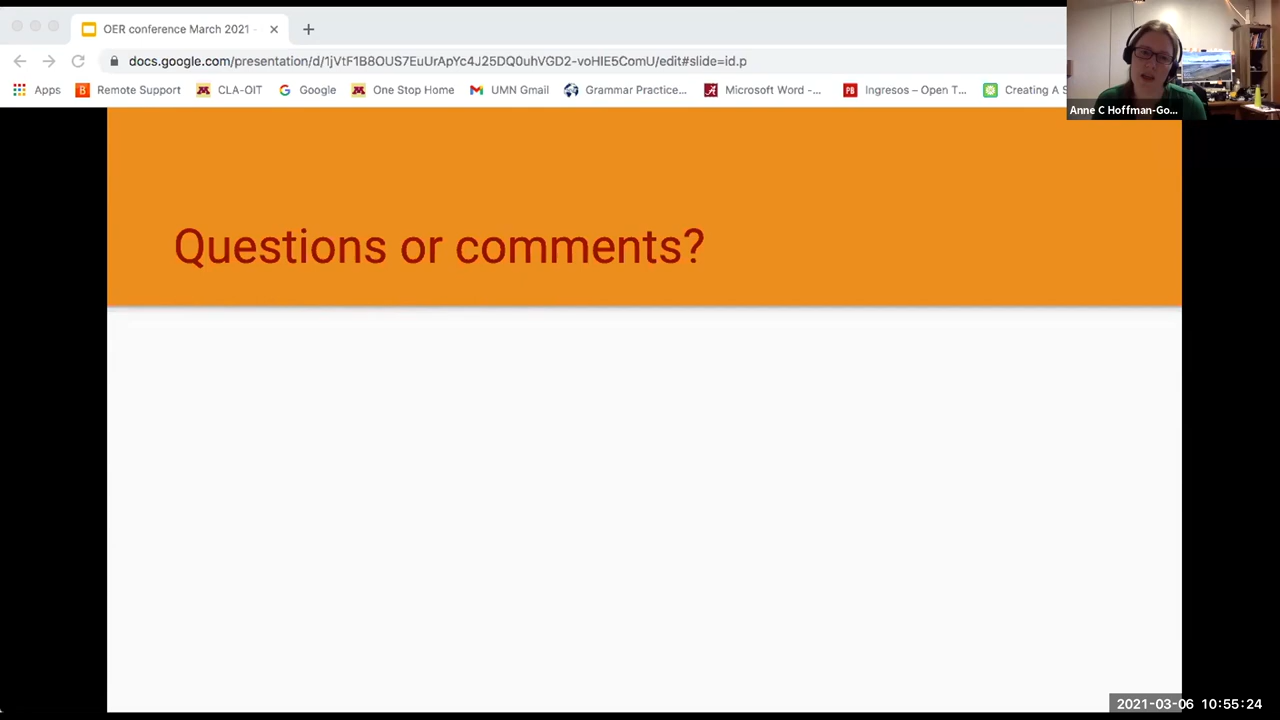 OER conference March 2021 -
docs.google.com/presentation/d/1jVtF1B8OUS7EuUrApYc4J25DQ0uhVGD2-voHIE5ComU/edit#slide=id.p
Apps Remote Support CLA-OIT Google One Stop Home UMN Gmail Grammar Practice... Microsoft Word -... Ingresos – Open T... Creating A S
Anne C Hoffman-Go...
Questions or comments?
2021-03-06 10:55:24